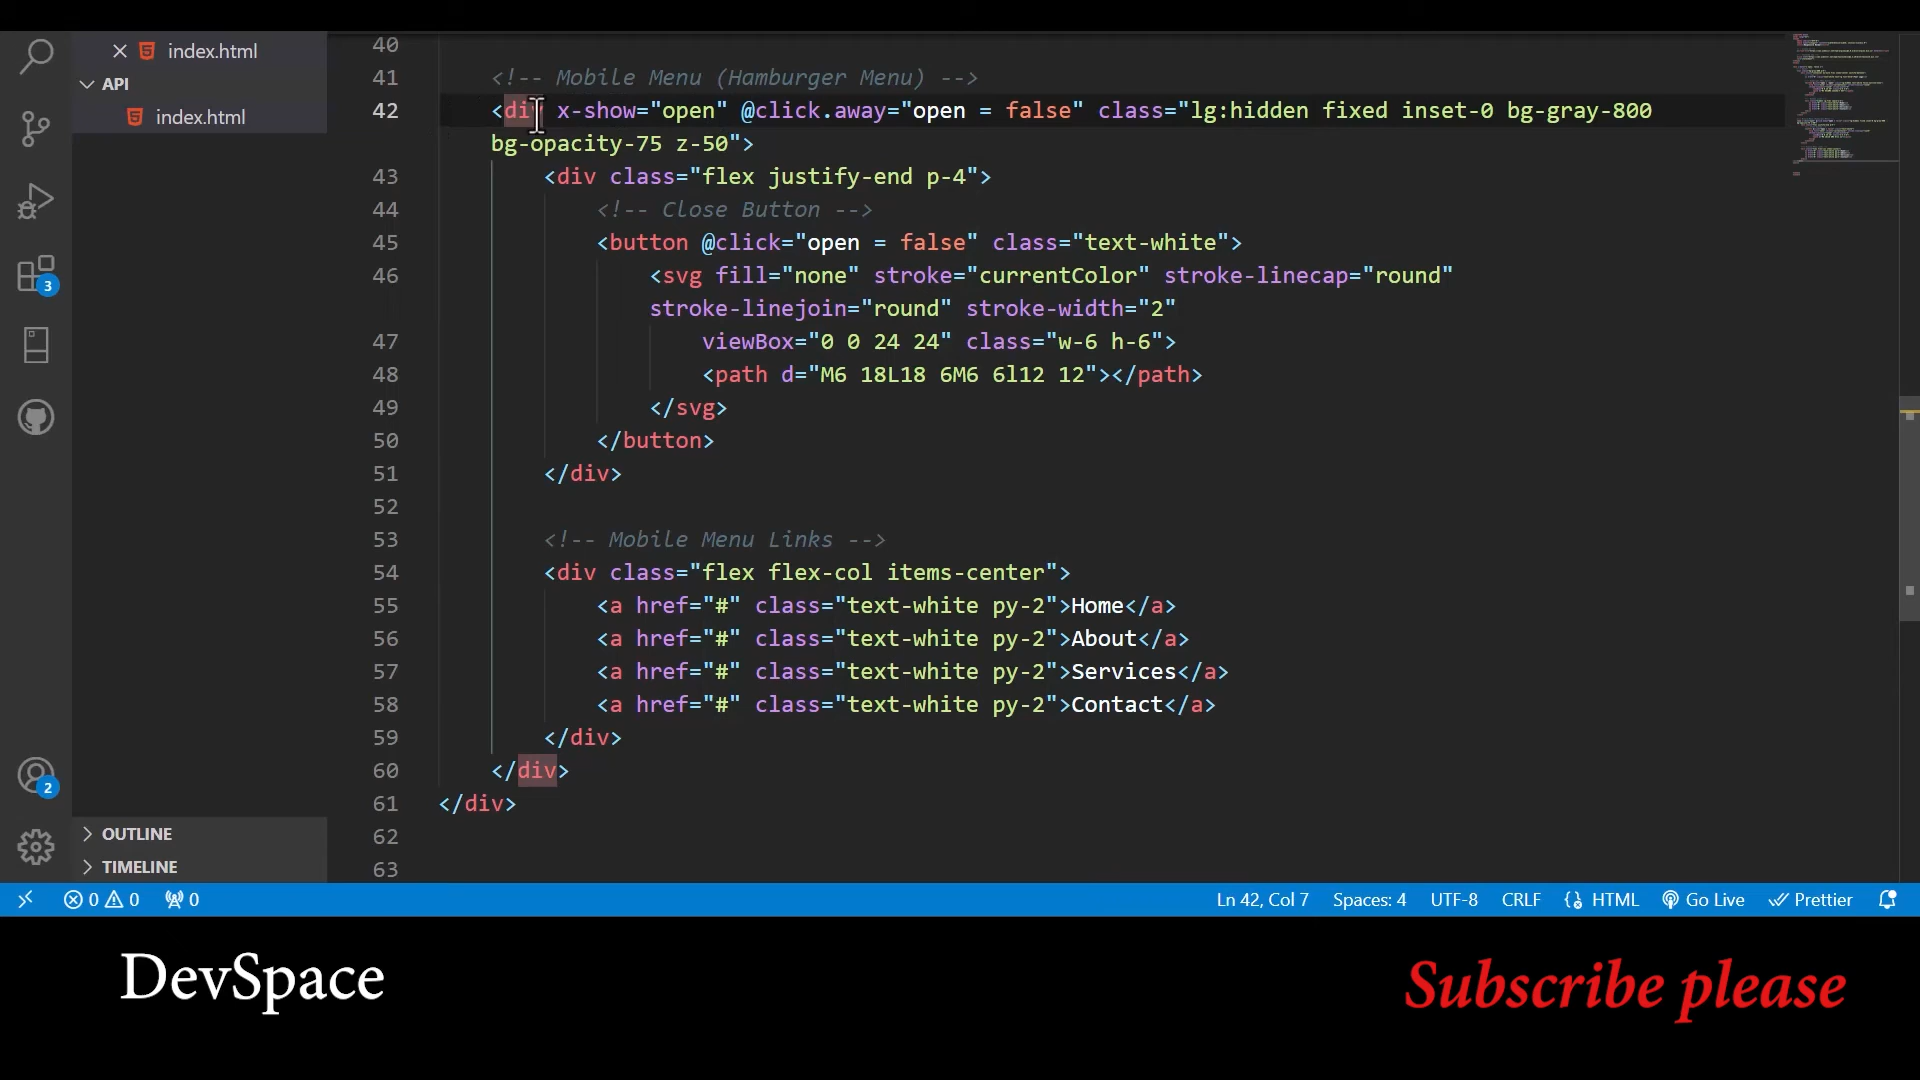 index.html
API
index.html
OUTLINE
TIMELINE
3
2
40
41 <!-- Mobile Menu (Hamburger Menu) -->
42 <div x-show="open" @click.away="open = false" class="lg:hidden fixed inset-0 bg-gray-800
bg-opacity-75 z-50">
43 <div class="flex justify-end p-4">
44 <!-- Close Button -->
45 <button @click="open = false" class="text-white">
46 <svg fill="none" stroke="currentColor" stroke-linecap="round"
stroke-linejoin="round" stroke-width="2"
47 viewBox="0 0 24 24" class="w-6 h-6">
48 <path d="M6 18L18 6M6 6l12 12"></path>
49 </svg>
50 </button>
51 </div>
52
53 <!-- Mobile Menu Links -->
54 <div class="flex flex-col items-center">
55 <a href="#" class="text-white py-2">Home</a>
56 <a href="#" class="text-white py-2">About</a>
57 <a href="#" class="text-white py-2">Services</a>
58 <a href="#" class="text-white py-2">Contact</a>
59 </div>
60 </div>
61 </div>
62
63
0 0 0 Ln 42, Col 7 Spaces: 4 UTF-8 CRLF HTML Go Live Prettier
DevSpace
Subscribe please